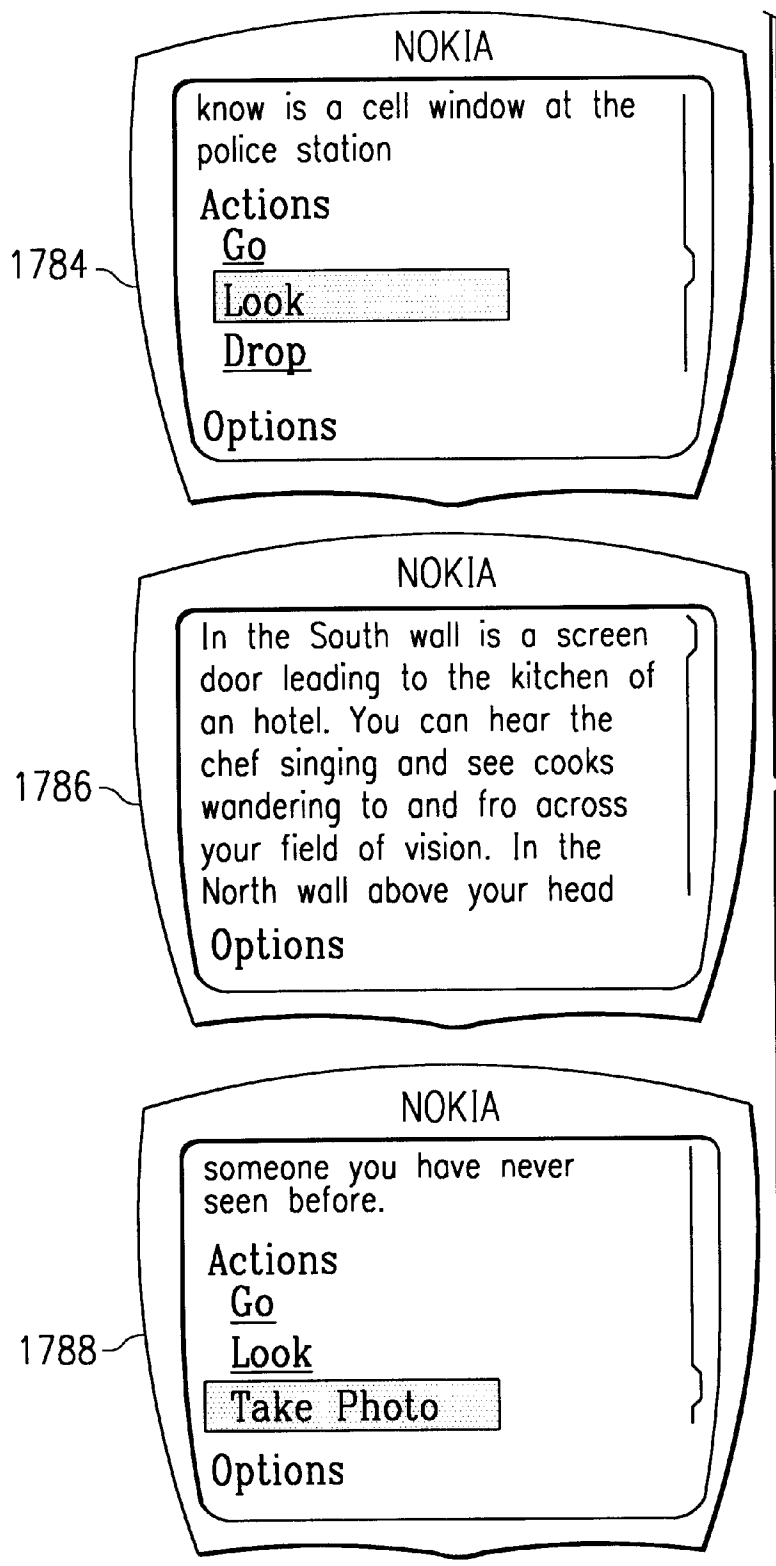 NOKIA
know is a cell window at the
police station
Actions
Go
1784
Look
Drop
Options
NOKIA
In the South wall is a screen
door leading to the kitchen of
an hotel. You can hear the
chef singing and see cooks
1786
wandering to and fro across
your field of vision. In the
North wall above your head
Options
NOKIA
someone you have never
seen before.
Actions
Go
1788
Look
Take Photo
Options